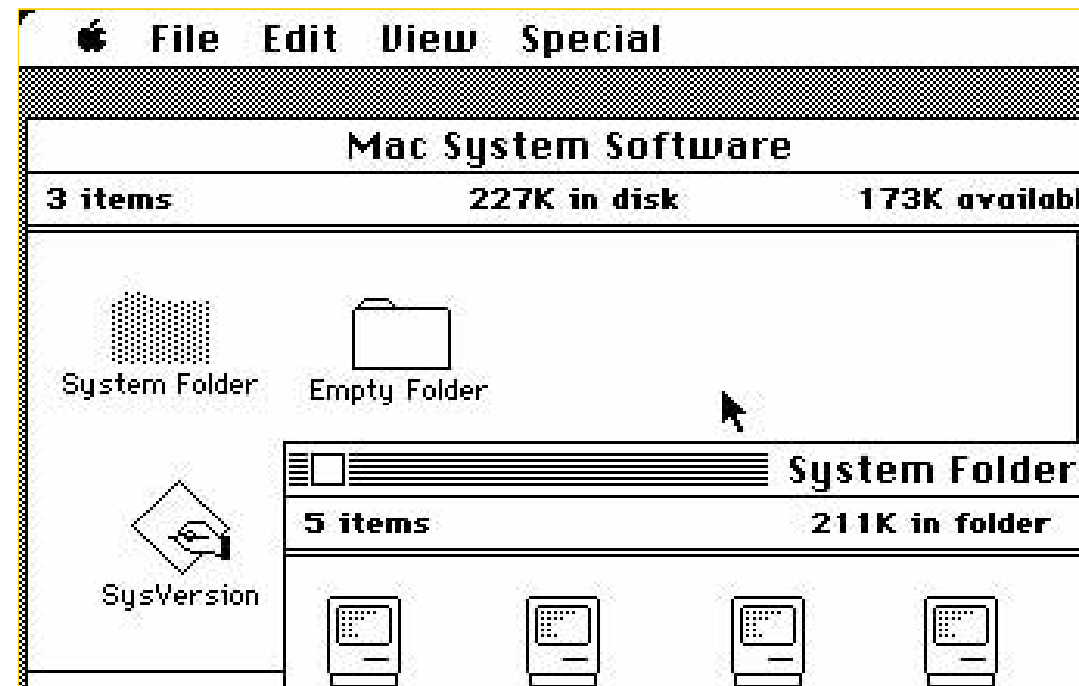 File Edit View Special
Mac System Software
3 items 227K in disk 173K availabl
System Folder Empty Folder
System Folder
5 items 211K in folder
SysVersion